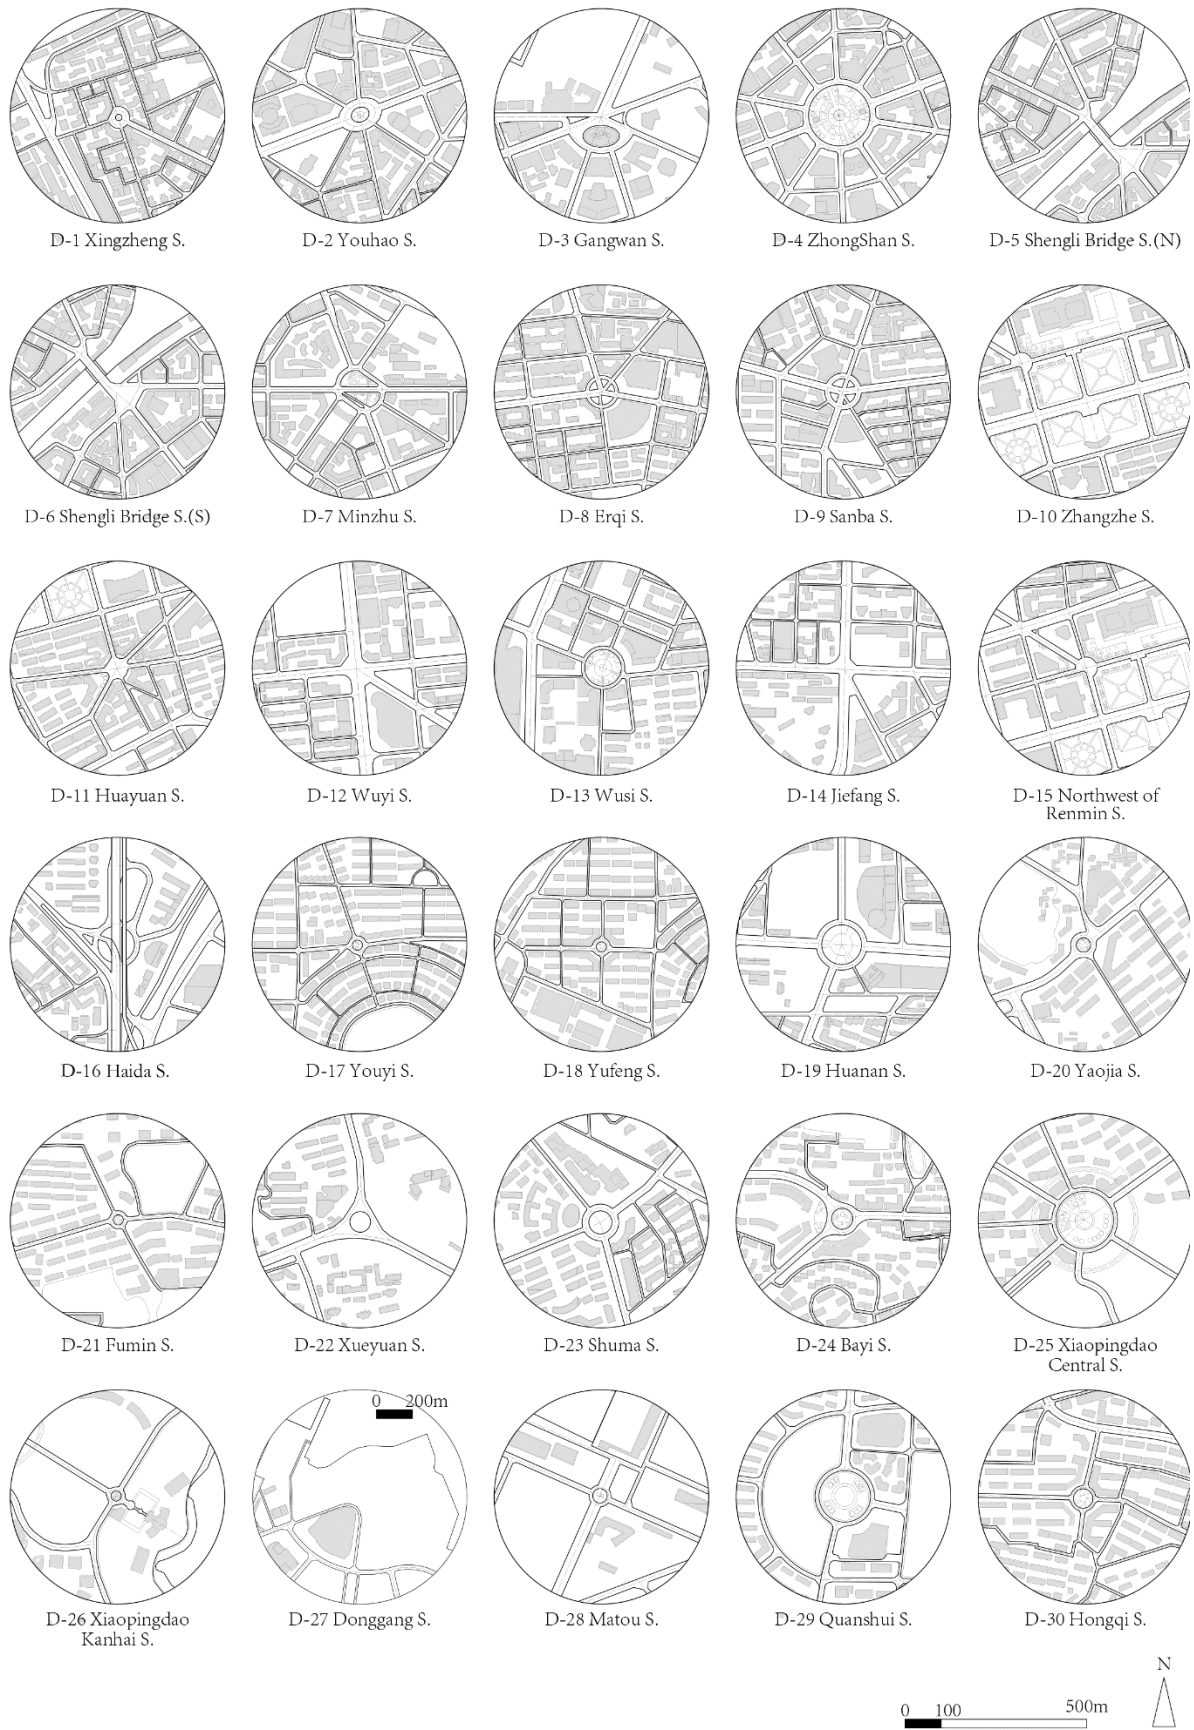 D-1 Xingzheng S.
D-2 Youhao S.
D-3 Gangwan S.
D-4 ZhongShan S.
D-5 Shengli Bridge S.(N)
D-6 Shengli Bridge S.(S)
D-7 Minzhu S.
D-8 Erqi S.
D-9 Sanba S.
D-10 Zhangzhe S.
D-11 Huayuan S.
D-12 Wuyi S.
D-13 Wusi S.
D-14 Jiefang S.
D-15 Northwest of
Renmin S.
D-16 Haida S.
D-17 Youyi S.
D-18 Yufeng S.
D-19 Huanan S.
D-20 Yaojia S.
D-21 Fumin S.
D-22 Xueyuan S.
D-23 Shuma S.
D-24 Bayi S.
D-25 Xiaopingdao
Central S.
0 200m
D-26 Xiaopingdao
Kanhai S.
D-27 Donggang S.
D-28 Matou S.
D-29 Quanshui S.
D-30 Hongqi S.
N
0 100 500m